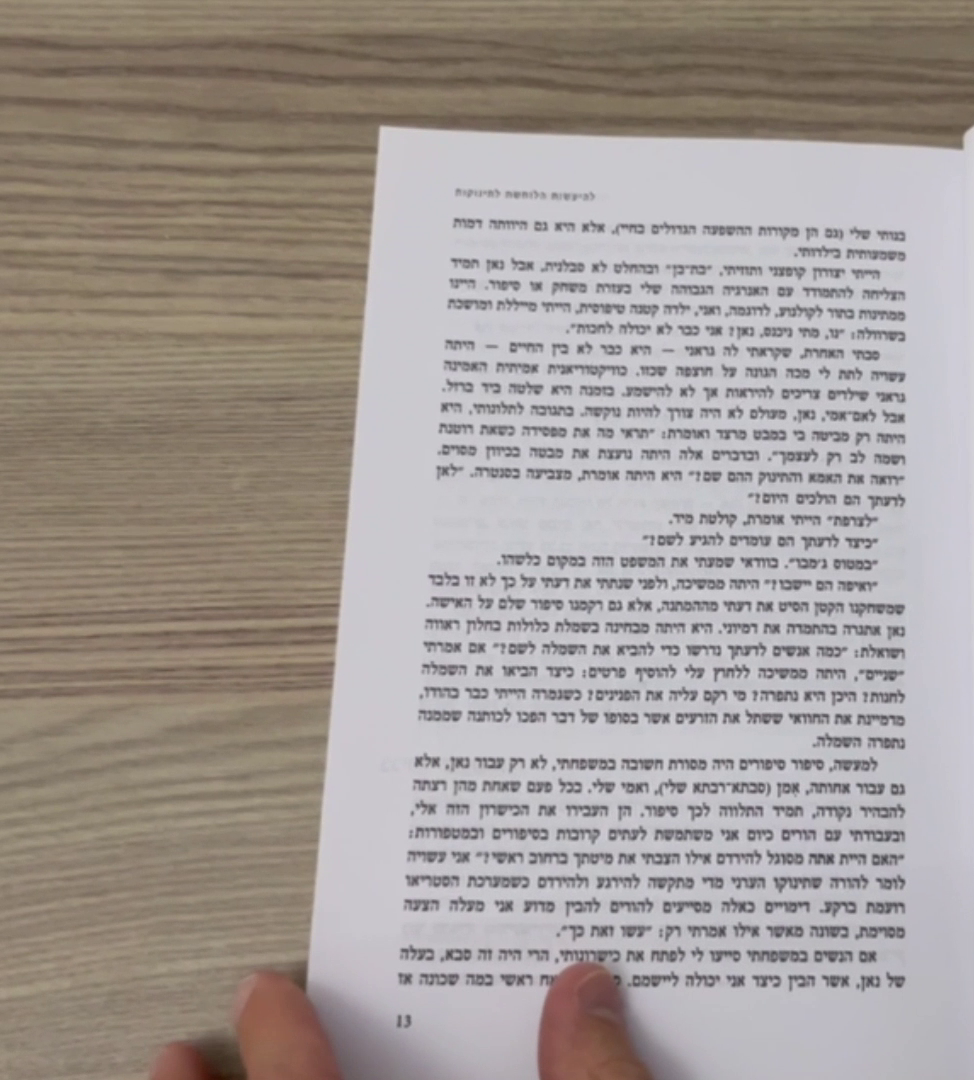 להיעשות הלוחשת לתינוקות
בנותי שלי (גם הן מקורות ההשפעה הגדולים בחיי), אלא היא גם היוותה דמות
משמעותית בילדותי.
הייתי יצורון קופצני ותזזיתי, "בת־בן" ובהחלט לא סבלנית, אבל נאן תמיד
הצליחה להתמודד עם האנרגיה הגבוהה שלי בעזרת משחק או סיפור. היינו
ממתינות בתור לקולנוע, לדוגמה, ואני, ילדה קטנה טיפוסית, הייתי מייללת ומושכת
בשרוולה: "נו, מתי ניכנס, נאן? אני כבר לא יכולה לחכות".
סבתי האחרת, שקראתי לה גראני — היא כבר לא בין החיים — היתה
עשויה לתת לי מכה הגונה על חוצפה שכזו. כוויקטוריאנית אמיתית האמינה
גראני שילדים צריכים להיראות אך לא להישמע. בזמנה היא שלטה ביד ברזל.
אבל לאם־אמי, נאן, מעולם לא היה צורך להיות נוקשה. בתגובה לתלונותי, היא
היתה רק מביטה בי במבט מרצד ואומרת: "תראי מה את מפסידה כשאת רוטנת
ושמה לב רק לעצמך". ובדברים אלה היתה נועצת את מבטה בכיוון מסוים.
"רואה את האמא והתינוק ההם שם?" היא היתה אומרת, מצביעה בסנטרה. "לאן
לדעתך הם הולכים היום?"
"לצרפת" הייתי אומרת, קולטת מיד.
"כיצד לדעתך הם עומדים להגיע לשם?"
"במטוס ג'מבו". בוודאי שמעתי את המשפט הזה במקום כלשהו.
"ואיפה הם יישבו?" היתה ממשיכה, ולפני שנתתי את דעתי על כך לא זו בלבד
שמשחקנו הקטן הסיט את דעתי מההמתנה, אלא גם רקמנו סיפור שלם על האישה.
נאן אתגרה בהתמדה את דמיוני. היא היתה מבחינה בשמלת כלולות בחלון ראווה
ושואלת: "כמה אנשים לדעתך נדרשו כדי להביא את השמלה לשם?" אם אמרתי
"שניים", היתה ממשיכה ללחרץ עלי להוסיף פרטים: כיצד הביאו את השמלה
לחנות? היכן היא נתפרה? מי רקם עליה את הפנינים? כשגמרה הייתי כבר בהודו,
מדמיינת את החוואי ששתל את הזרעים אשר בסופו של דבר הפכו לכותנה שממנה
נתפרה השמלה.
למעשה, סיפור סיפורים היה מסורת חשובה במשפחתי, לא רק עבור נאן, אלא
גם עבור אחותה, אמן (סבתא־רבתא שלי), ואמי שלי. בכל פעם שאחת מהן רצתה
להבהיר נקודה, תמיד התלווה לכך סיפור. הן העבירו את הכישרון הזה אלי,
ובעבודתי עם הורים כיום אני משתמשת לעתים קרובות בסיפורים ובמטפורות:
"האם היית אתה מסוגל להירדם אילו הצבתי את מיטתך ברחוב ראשי?" אני עשויה
לומר להורה שתינוקו הערני מדי מתקשה להירגע ולהירדם כשמערכת הסטריאו
רועמת ברקע. דימויים כאלה מסייעים להורים להבין מדוע אני מעלה הצעה
מסוימת, בשונה מאשר אילו אמרתי רק: "עשו זאת כך".
אם הנשים במשפחתי סייעו לי לפתח את כישרונותי, הרי היה זה סבא, בעלה
של נאן, אשר הבין כיצד אני יכולה ליישמם. ראשי במה שכונה אז
13